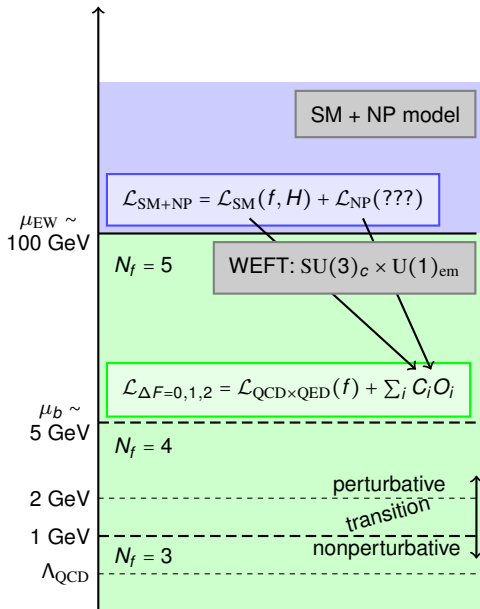 SM + NP model
ℒ_SM+NP = ℒ_SM(f, H) + ℒ_NP(???)
μ_EW ~
100 GeV
WEFT: SU(3)_c × U(1)_em
N_f = 5
ℒ_ΔF=0,1,2 = ℒ_QCD×QED(f) + ∑_i C_i O_i
μ_b ~
5 GeV
N_f = 4
perturbative
2 GeV
transition
1 GeV
nonperturbative
N_f = 3
Λ_QCD